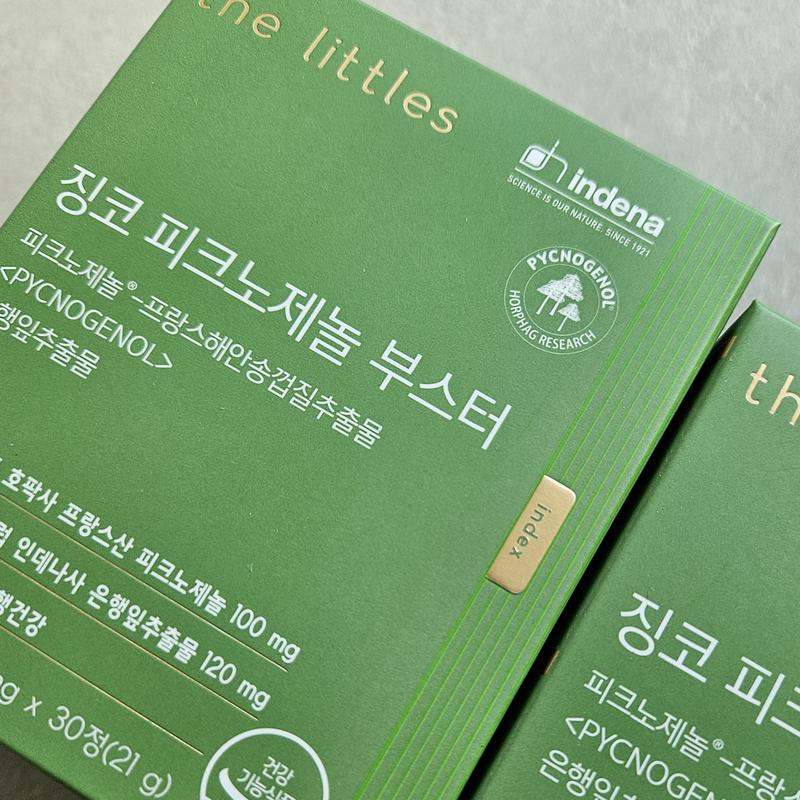 the littles
indena
SCIENCE IS OUR NATURE. SINCE 1921
PYCNOGENOL®
HORPHAG RESEARCH
징코 피크노제놀 부스터
피크노제놀®-프랑스해안송껍질추출물
<PYCNOGENOL>
행잎추출물
호팍사 프랑스산 피크노제놀 100 mg
인데나사 은행잎추출물 120 mg
행건강
x 30정(21 g)
건강
기능식품
index
th
징코 피크
피크노제놀®-프랑
<PYCNOGEN
은행잎